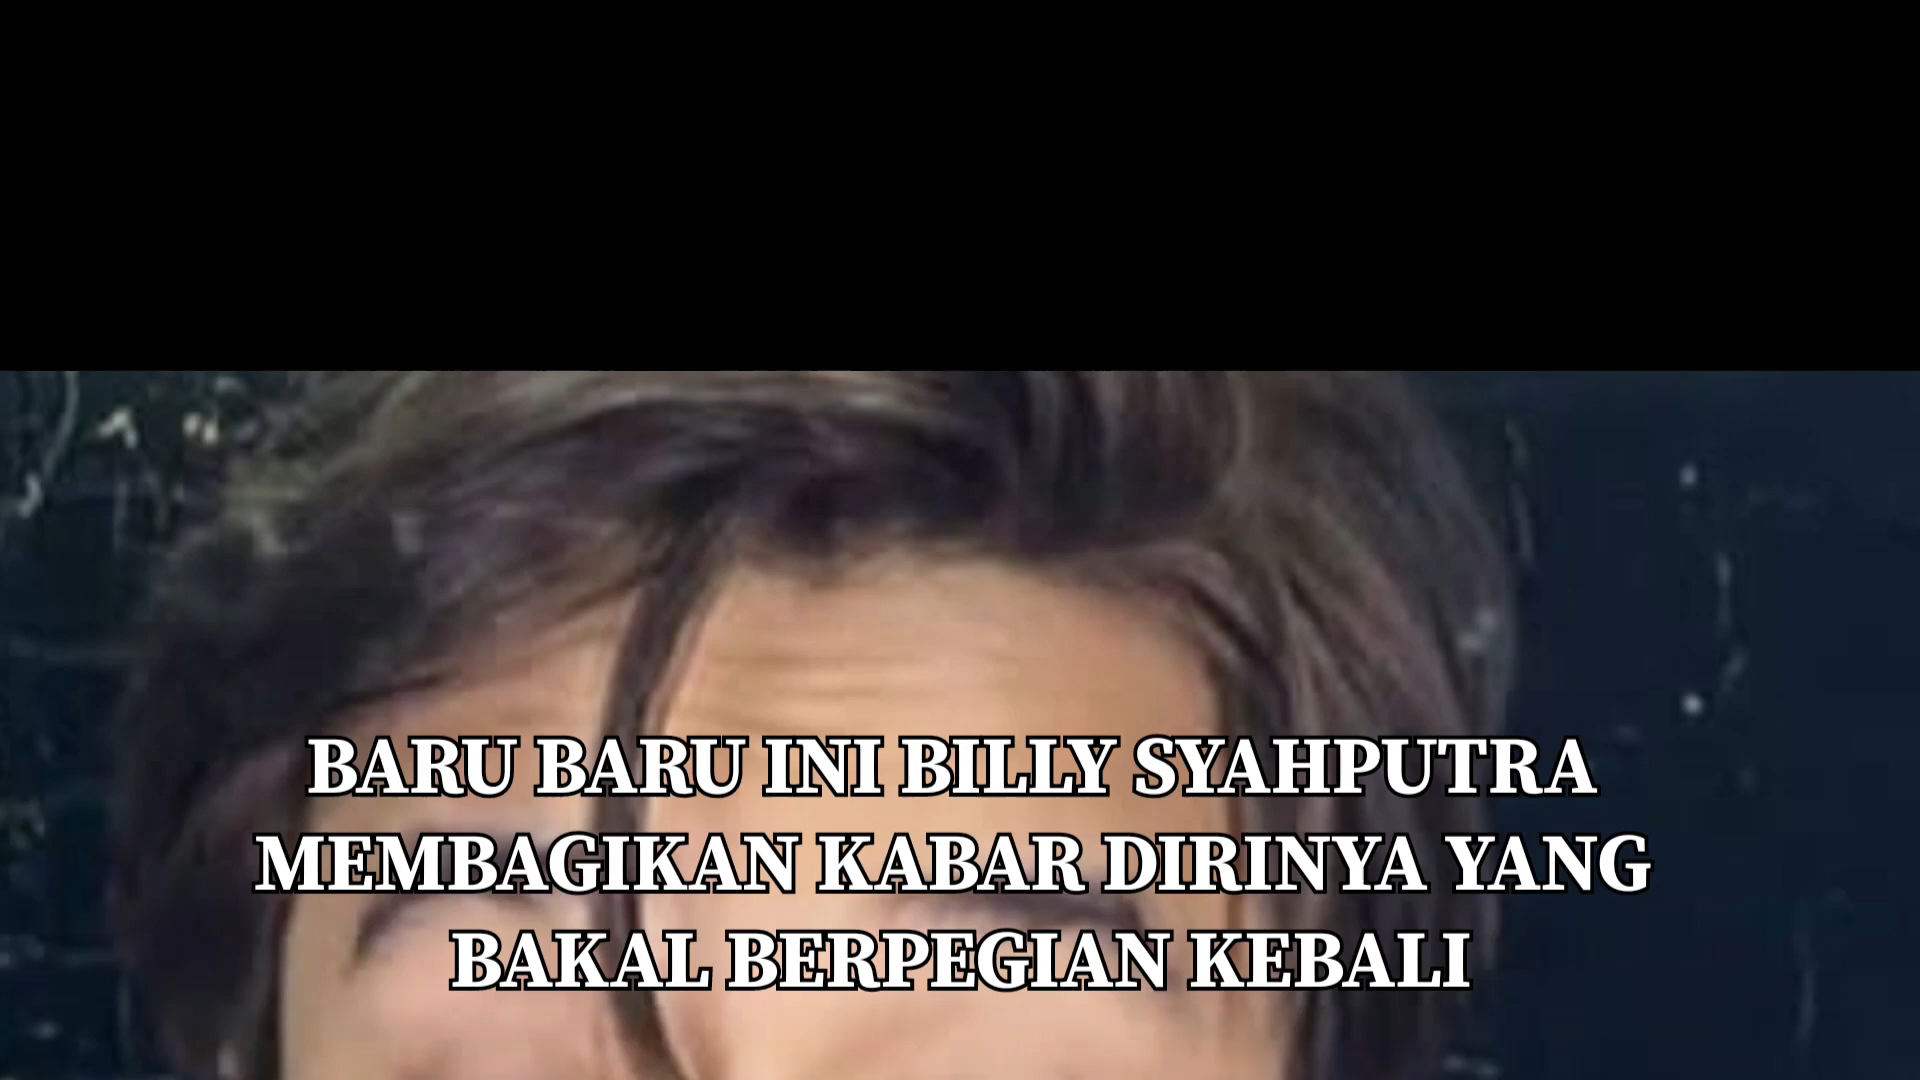 BARU BARU INI BILLY SYAHPUTRA
MEMBAGIKAN KABAR DIRINYA YANG
BAKAL BERPEGIAN KEBALI